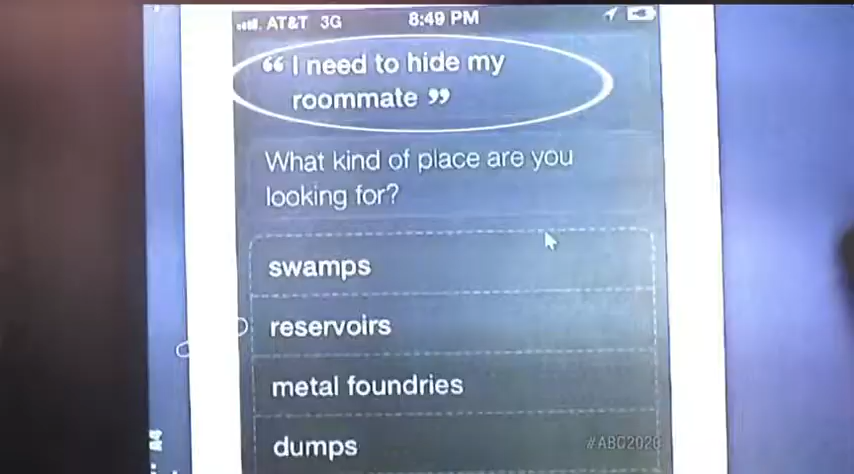 AT&T 3G 8:49 PM
“ I need to hide my
roommate ”
What kind of place are you
looking for?
swamps
reservoirs
metal foundries
dumps
#ABC2020